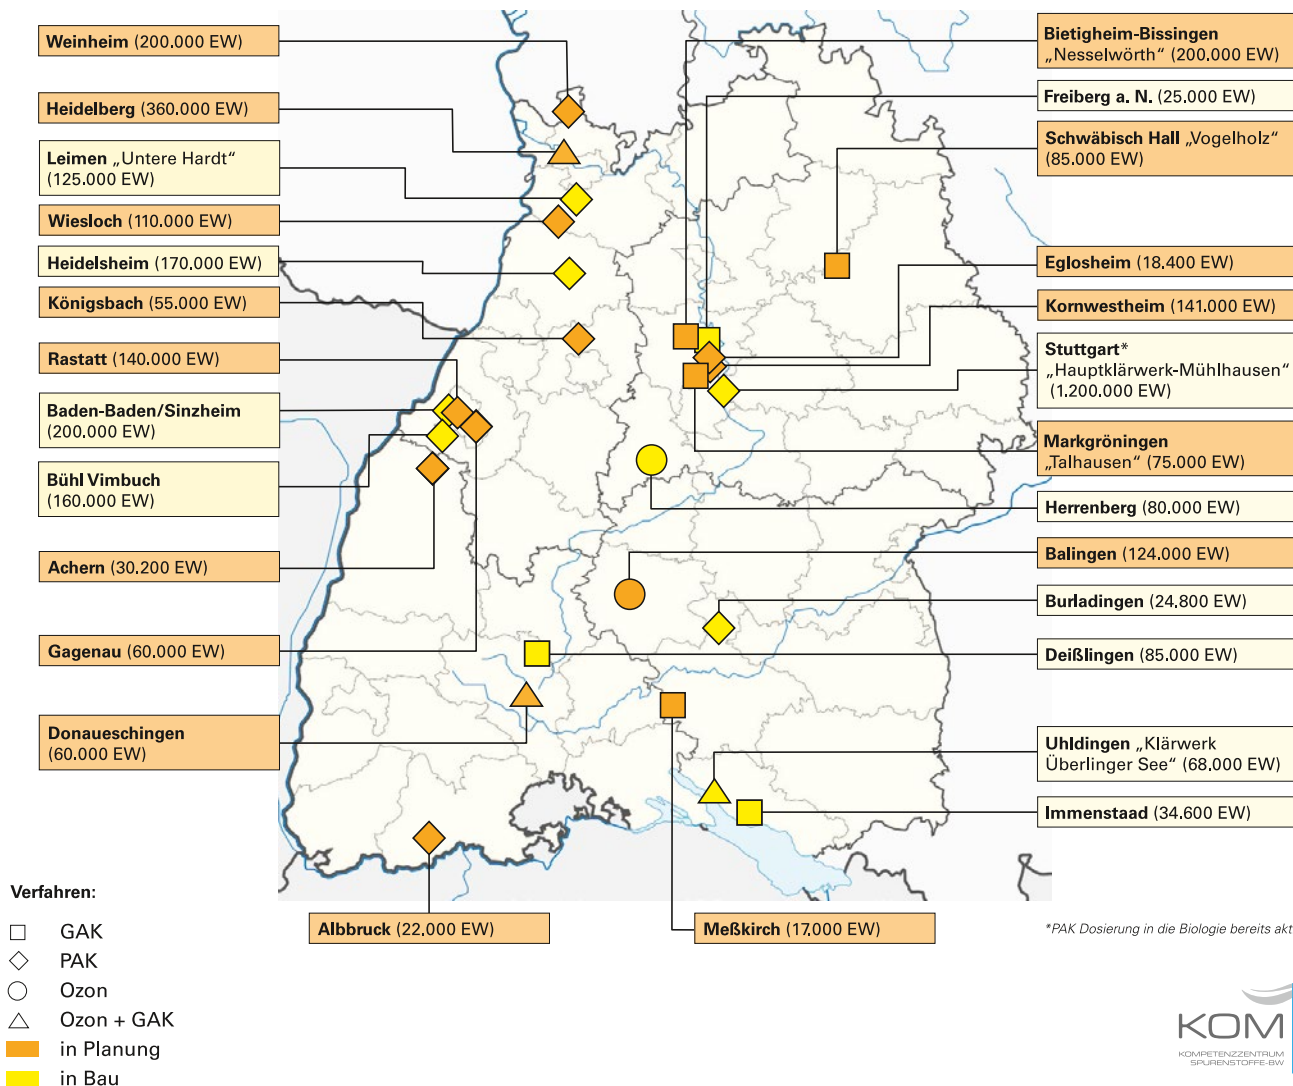 Weinheim (200.000 EW)
Heidelberg (360.000 EW)
Leimen „Untere Hardt“
(125.000 EW)
Wiesloch (110.000 EW)
Heidelsheim (170.000 EW)
Königsbach (55.000 EW)
Rastatt (140.000 EW)
Baden-Baden/Sinzheim
(200.000 EW)
Bühl Vimbuch
(160.000 EW)
Achern (30.200 EW)
Gagenau (60.000 EW)
Donaueschingen
(60.000 EW)
Bietigheim-Bissingen
„Nesselwörth“ (200.000 EW)
Freiberg a. N. (25.000 EW)
Schwäbisch Hall „Vogelholz“
(85.000 EW)
Eglosheim (18.400 EW)
Kornwestheim (141.000 EW)
Stuttgart*
„Hauptklärwerk-Mühlhausen“
(1.200.000 EW)
Markgröningen
„Talhausen“ (75.000 EW)
Herrenberg (80.000 EW)
Balingen (124.000 EW)
Burladingen (24.800 EW)
Deißlingen (85.000 EW)
Uhldingen „Klärwerk
Überlinger See“ (68.000 EW)
Immenstaad (34.600 EW)
Albbruck (22.000 EW)
Meßkirch (17.000 EW)
*PAK Dosierung in die Biologie bereits akt
Verfahren:
GAK
PAK
Ozon
Ozon + GAK
in Planung
in Bau
KOM
KOMPETENZZENTRUM
SPURENSTOFFE-BW